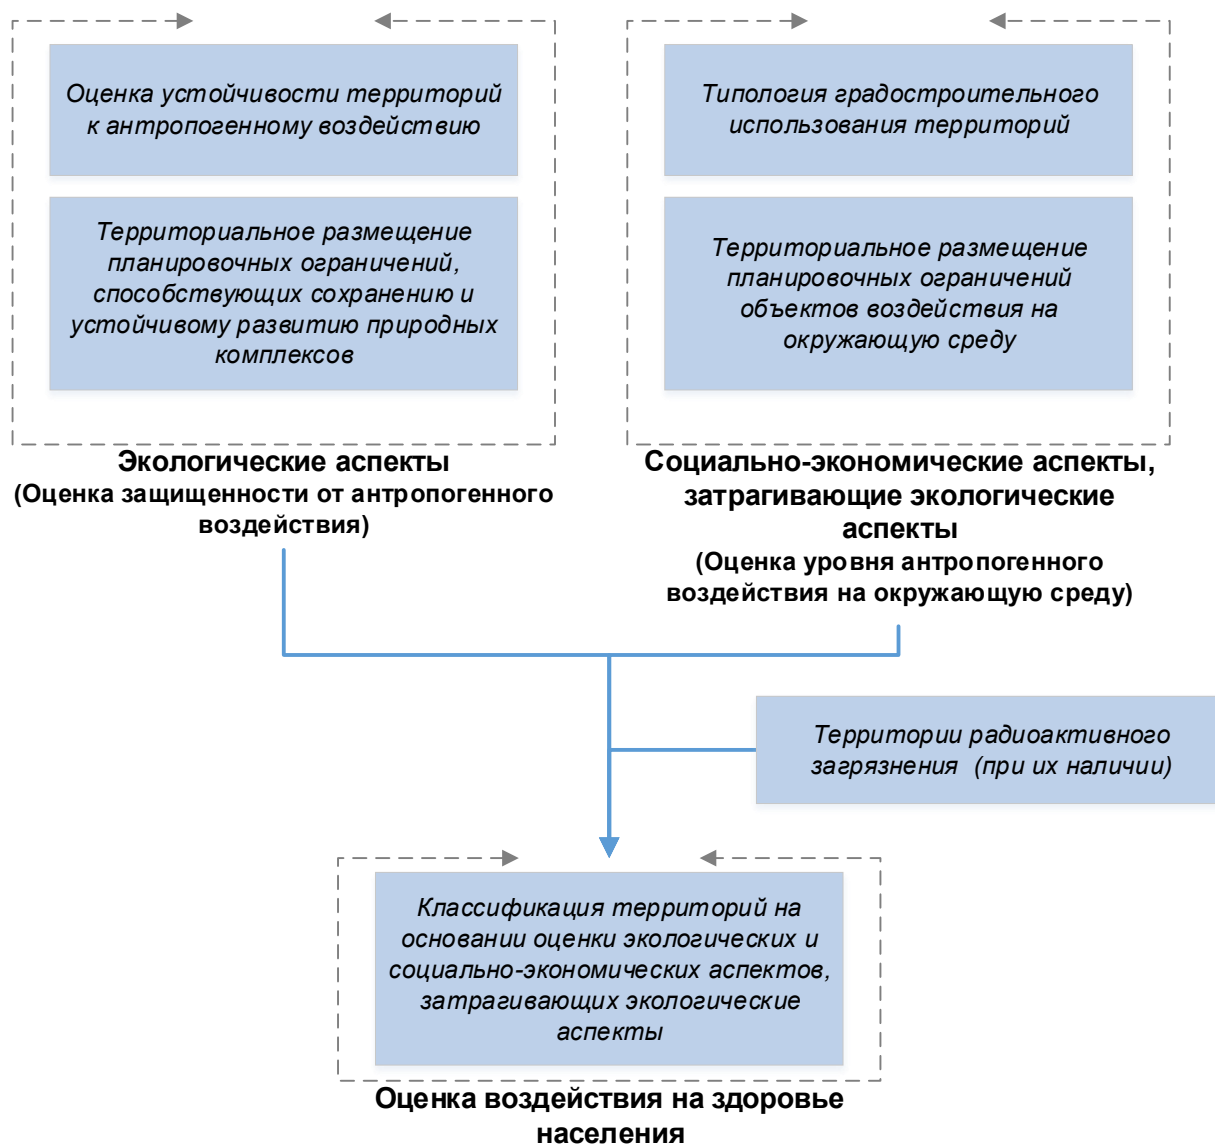 Оценка устойчивости территорий
к антропогенному воздействию
Территориальное размещение
планировочных ограничений,
способствующих сохранению и
устойчивому развитию природных
комплексов
Экологические аспекты
(Оценка защищенности от антропогенного
воздействия)
Типология градостроительного
использования территорий
Территориальное размещение
планировочных ограничений
объектов воздействия на
окружающую среду
Социально-экономические аспекты,
затрагивающие экологические
аспекты
(Оценка уровня антропогенного
воздействия на окружающую среду)
Территории радиоактивного
загрязнения (при их наличии)
Классификация территорий на
основании оценки экологических и
социально-экономических аспектов,
затрагивающих экологические
аспекты
Оценка воздействия на здоровье
населения